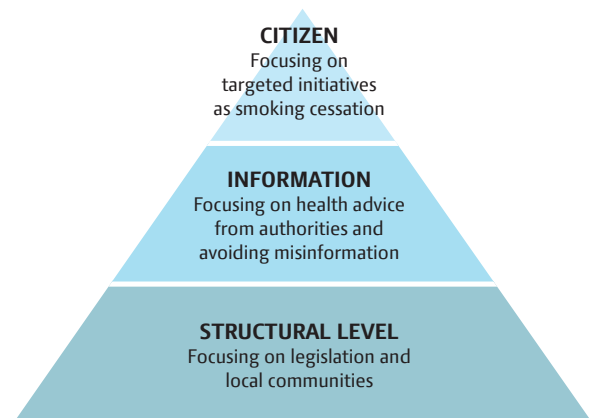 CITIZEN
Focusing on
targeted initiatives
as smoking cessation
INFORMATION
Focusing on health advice
from authorities and
avoiding misinformation
STRUCTURAL LEVEL
Focusing on legislation and
local communities